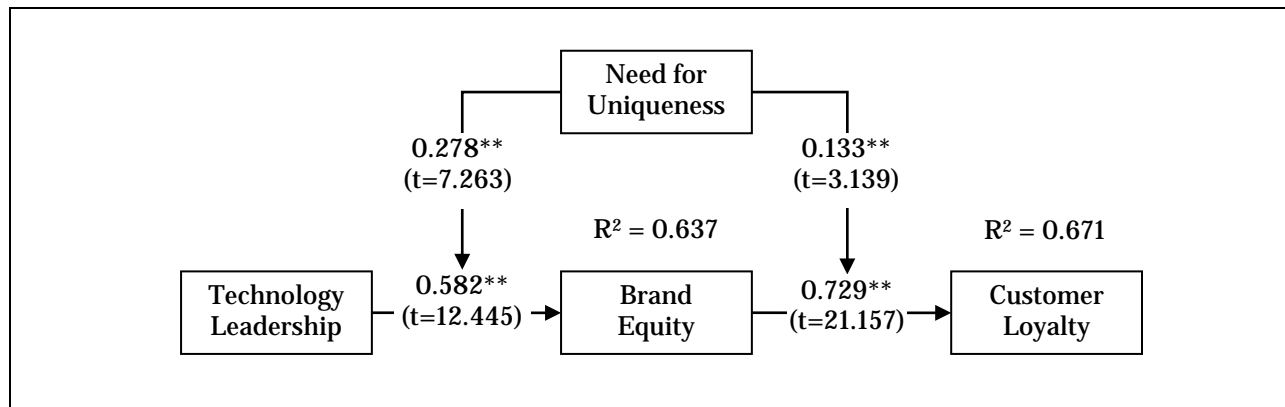 Need for
Uniqueness
0.278**
(t=7.263)
0.133**
(t=3.139)
R² = 0.637
R² = 0.671
Technology
Leadership
0.582**
(t=12.445)
Brand
Equity
0.729**
(t=21.157)
Customer
Loyalty